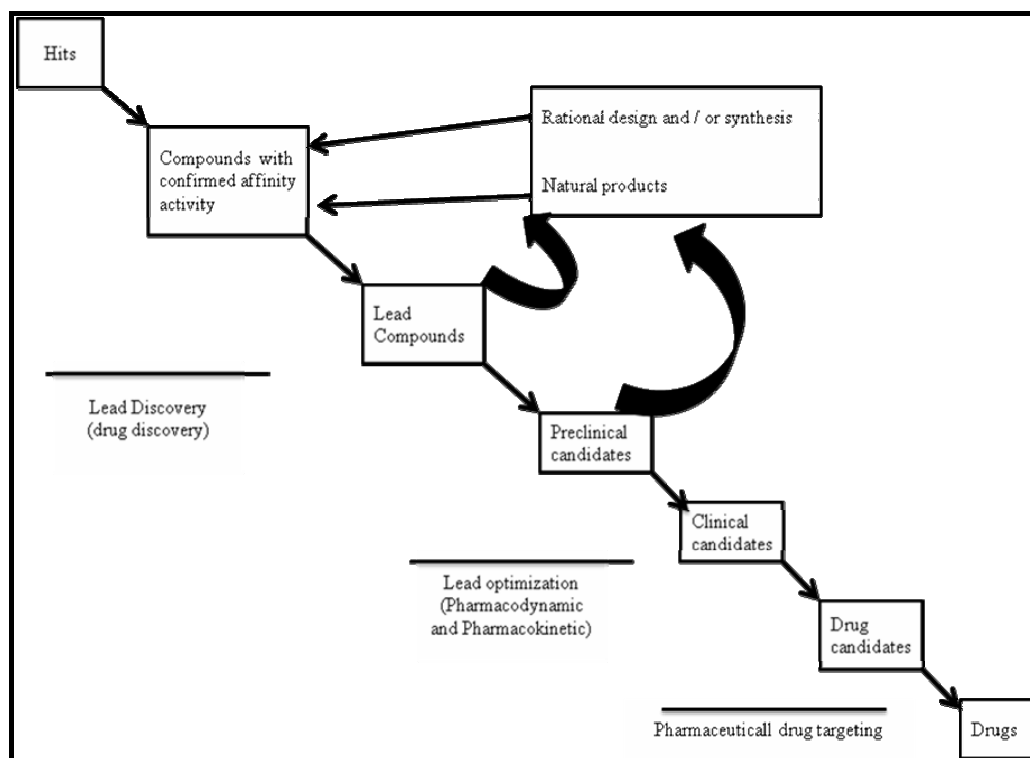 Hits
Rational design and / or synthesis
Natural products
Compounds with
confirmed affinity
activity
Lead
Compounds
Lead Discovery
(drug discovery)
Preclinical
candidates
Clinical
candidates
Lead optimization
(Pharmacodynamic
and Pharmacokinetic)
Drug
candidates
Pharmaceuticall drug targeting
Drugs